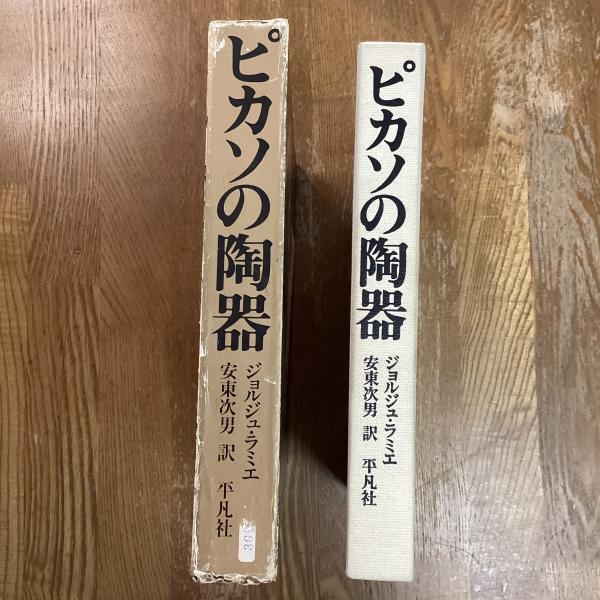 ピカソの陶器
ジョルジュ・ラミエ
安東次男 訳 平凡社
ピカソの陶器
ジョルジュ・ラミエ
安東次男 訳 平凡社